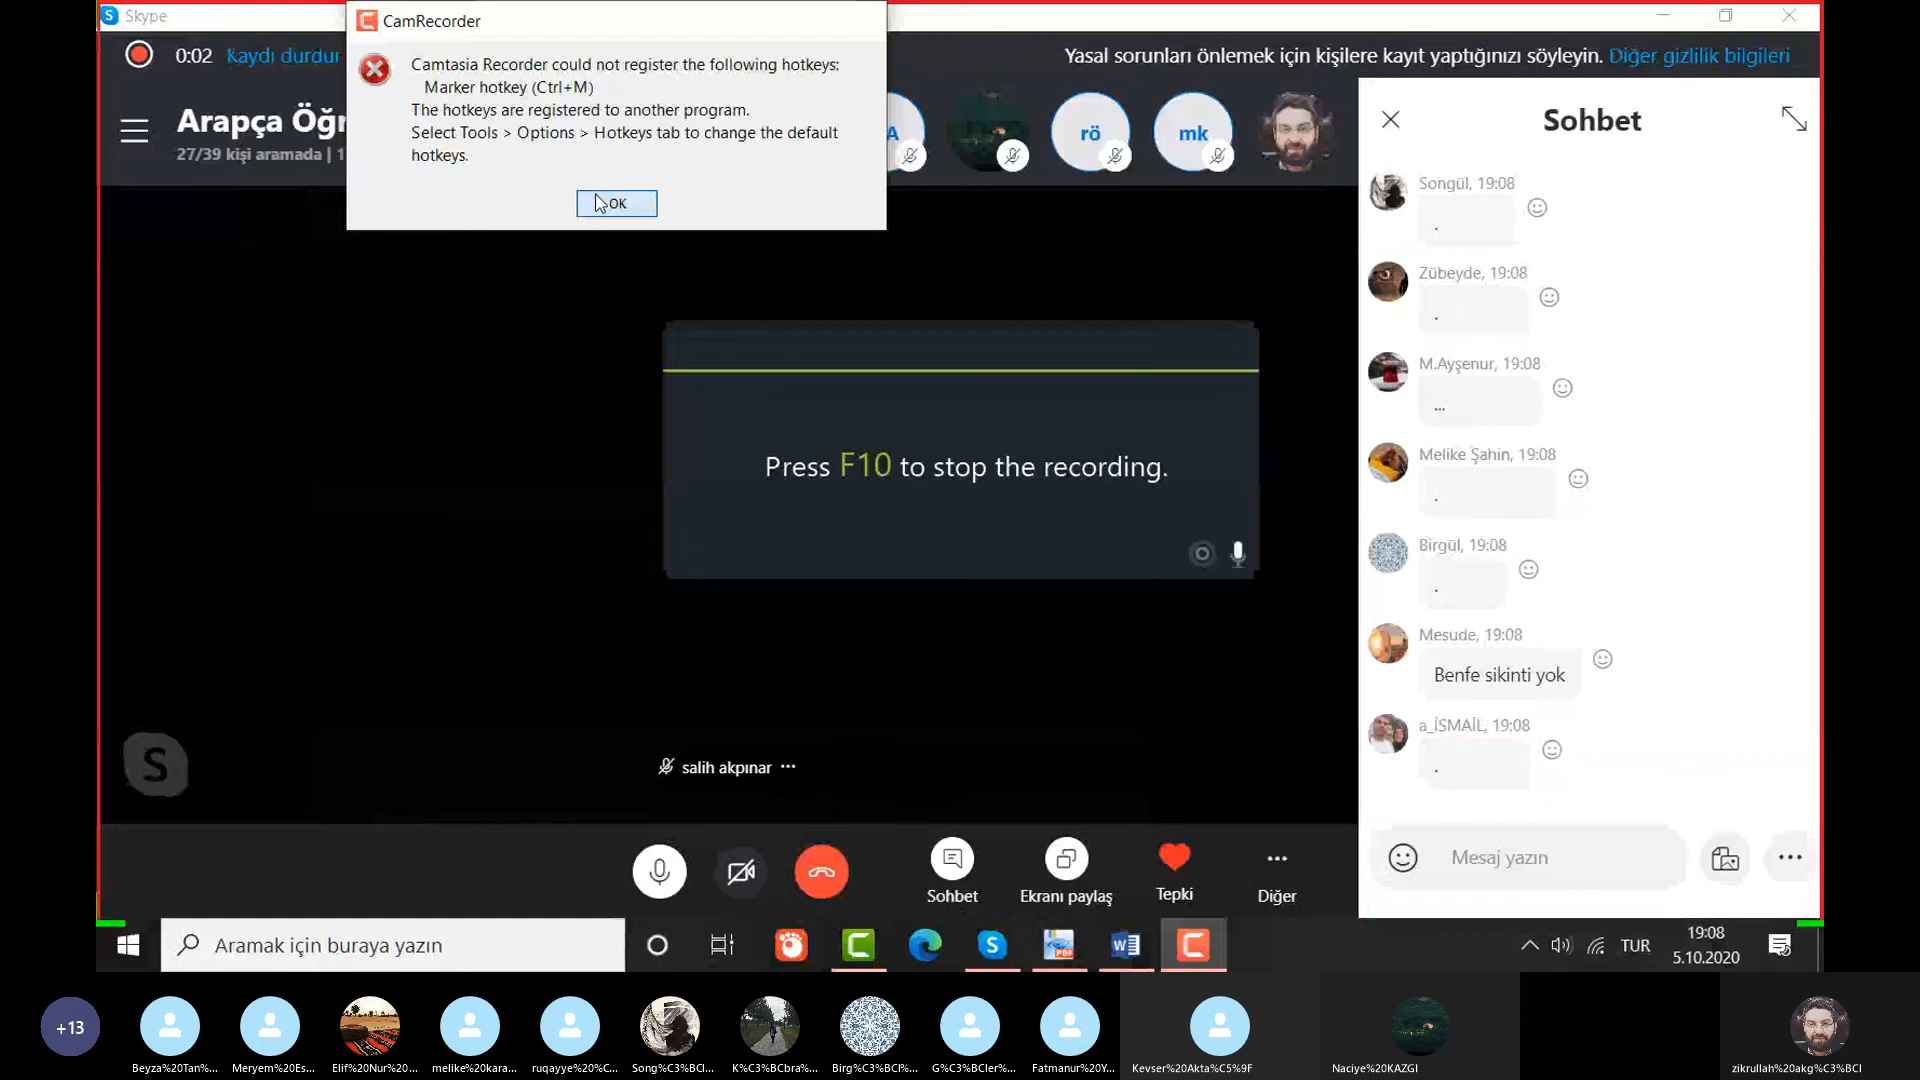 Skype
CamRecorder
0:02 Kaydı durdur
Yasal sorunları önlemek için kişilere kayıt yaptığınızı söyleyin. Diğer gizlilik bilgileri
Camtasia Recorder could not register the following hotkeys:
Marker hotkey (Ctrl+M)
The hotkeys are registered to another program.
Select Tools > Options > Hotkeys tab to change the default
hotkeys.
OK
Arapça Öğr
27/39 kişi aramada | 1
A
rö
mk
Sohbet
Songül, 19:08
.
Zübeyde, 19:08
.
M.Ayşenur, 19:08
...
Melike Şahin, 19:08
.
Birgül, 19:08
.
Mesude, 19:08
Benfe sikinti yok
a_İSMAİL, 19:08
.
Press F10 to stop the recording.
salih akpınar
Sohbet
Ekranı paylaş
Tepki
Diğer
Mesaj yazın
Aramak için buraya yazın
TUR
19:08
5.10.2020
+13
Beyza%20Tan%...
Meryem%20Es...
Elif%20Nur%20...
melike%20kara...
ruqayye%20%C...
Song%C3%BCl...
K%C3%BCbra%...
Birg%C3%BCl%...
G%C3%BCler%...
Fatmanur%20Y...
Kevser%20Akta%C5%9F
Naciye%20KAZGI
zikrullah%20akg%C3%BCl